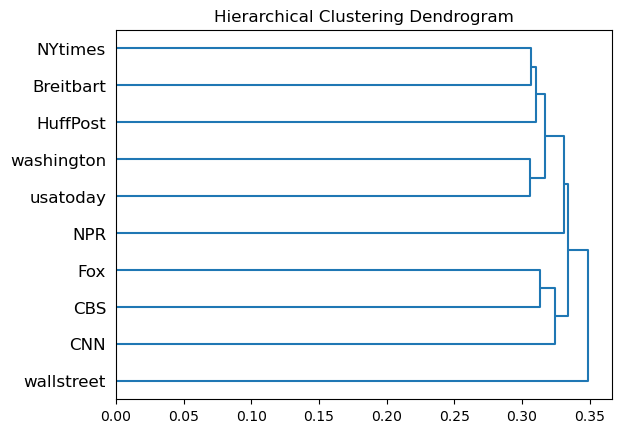 Hierarchical Clustering Dendrogram
NYtimes
Breitbart
HuffPost
washington
usatoday
NPR
Fox
CBS
CNN
wallstreet
0.00 0.05 0.10 0.15 0.20 0.25 0.30 0.35